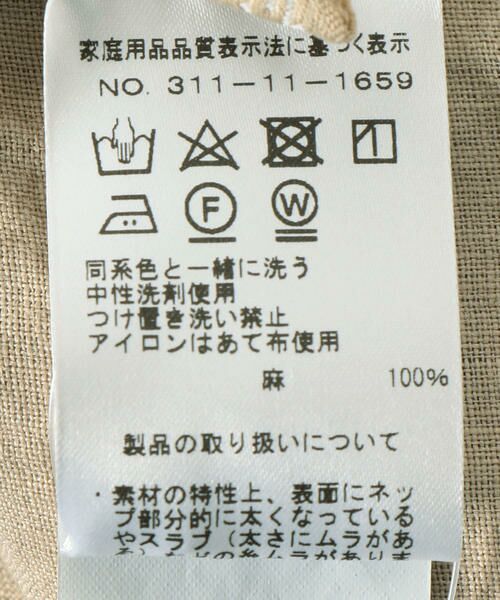 家庭用品品質表示法に基づく表示
NO. 311-11-1659
F
W
同系色と一緒に洗う
中性洗剤使用
つけ置き洗い禁止
アイロンはあて布使用
麻 100%
製品の取り扱いについて
・素材の特性上、表面にネッ
プ部分的に太くなっている
やスラブ(太さにムラがあ